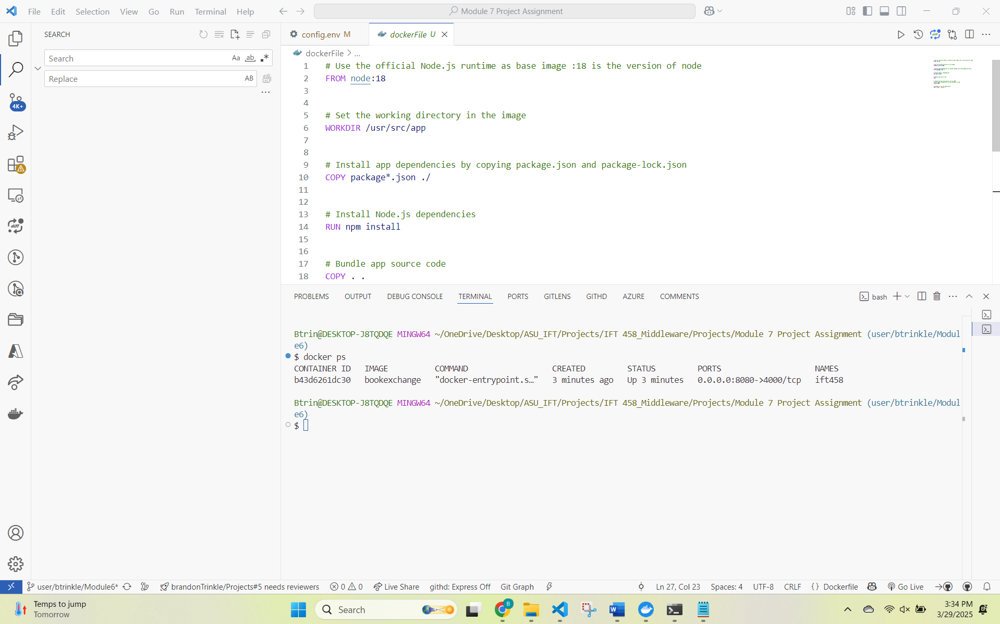 File Edit Selection View Go Run Terminal Help
Module 7 Project Assignment
SEARCH
Search
Aa ab .*
Replace
AB
...
4K+
diff
config.env M
dockerFile U
diff
dockerFile > ...
1 # Use the official Node.js runtime as base image :18 is the version of node
2 FROM node:18
3
4
5 # Set the working directory in the image
6 WORKDIR /usr/src/app
7
8
9 # Install app dependencies by copying package.json and package-lock.json
10 COPY package*.json ./
11
12
13 # Install Node.js dependencies
14 RUN npm install
15
16
17 # Bundle app source code
18 COPY . .
PROBLEMS OUTPUT DEBUG CONSOLE TERMINAL PORTS GITLENS GITHD AZURE COMMENTS
bash
Btrin@DESKTOP-J8TQDQE MINGW64 ~/OneDrive/Desktop/ASU_IFT/Projects/IFT 458_Middleware/Projects/Module 7 Project Assignment (user/btrinkle/Modul
e6)
$ docker ps
CONTAINER ID IMAGE COMMAND CREATED STATUS PORTS NAMES
b43d6261dc30 bookexchange "docker-entrypoint.s…" 3 minutes ago Up 3 minutes 0.0.0.0:8080->4000/tcp ift458
Btrin@DESKTOP-J8TQDQE MINGW64 ~/OneDrive/Desktop/ASU_IFT/Projects/IFT 458_Middleware/Projects/Module 7 Project Assignment (user/btrinkle/Modul
e6)
$
user/btrinkle/Module6* brandonTrinkle/Projects#5 needs reviewers 0 0 Live Share githd: Express Off Git Graph Ln 27, Col 23 Spaces: 4 UTF-8 CRLF {} Dockerfile Go Live
Temps to jump
Tomorrow
Search
B
3:34 PM
3/29/2025